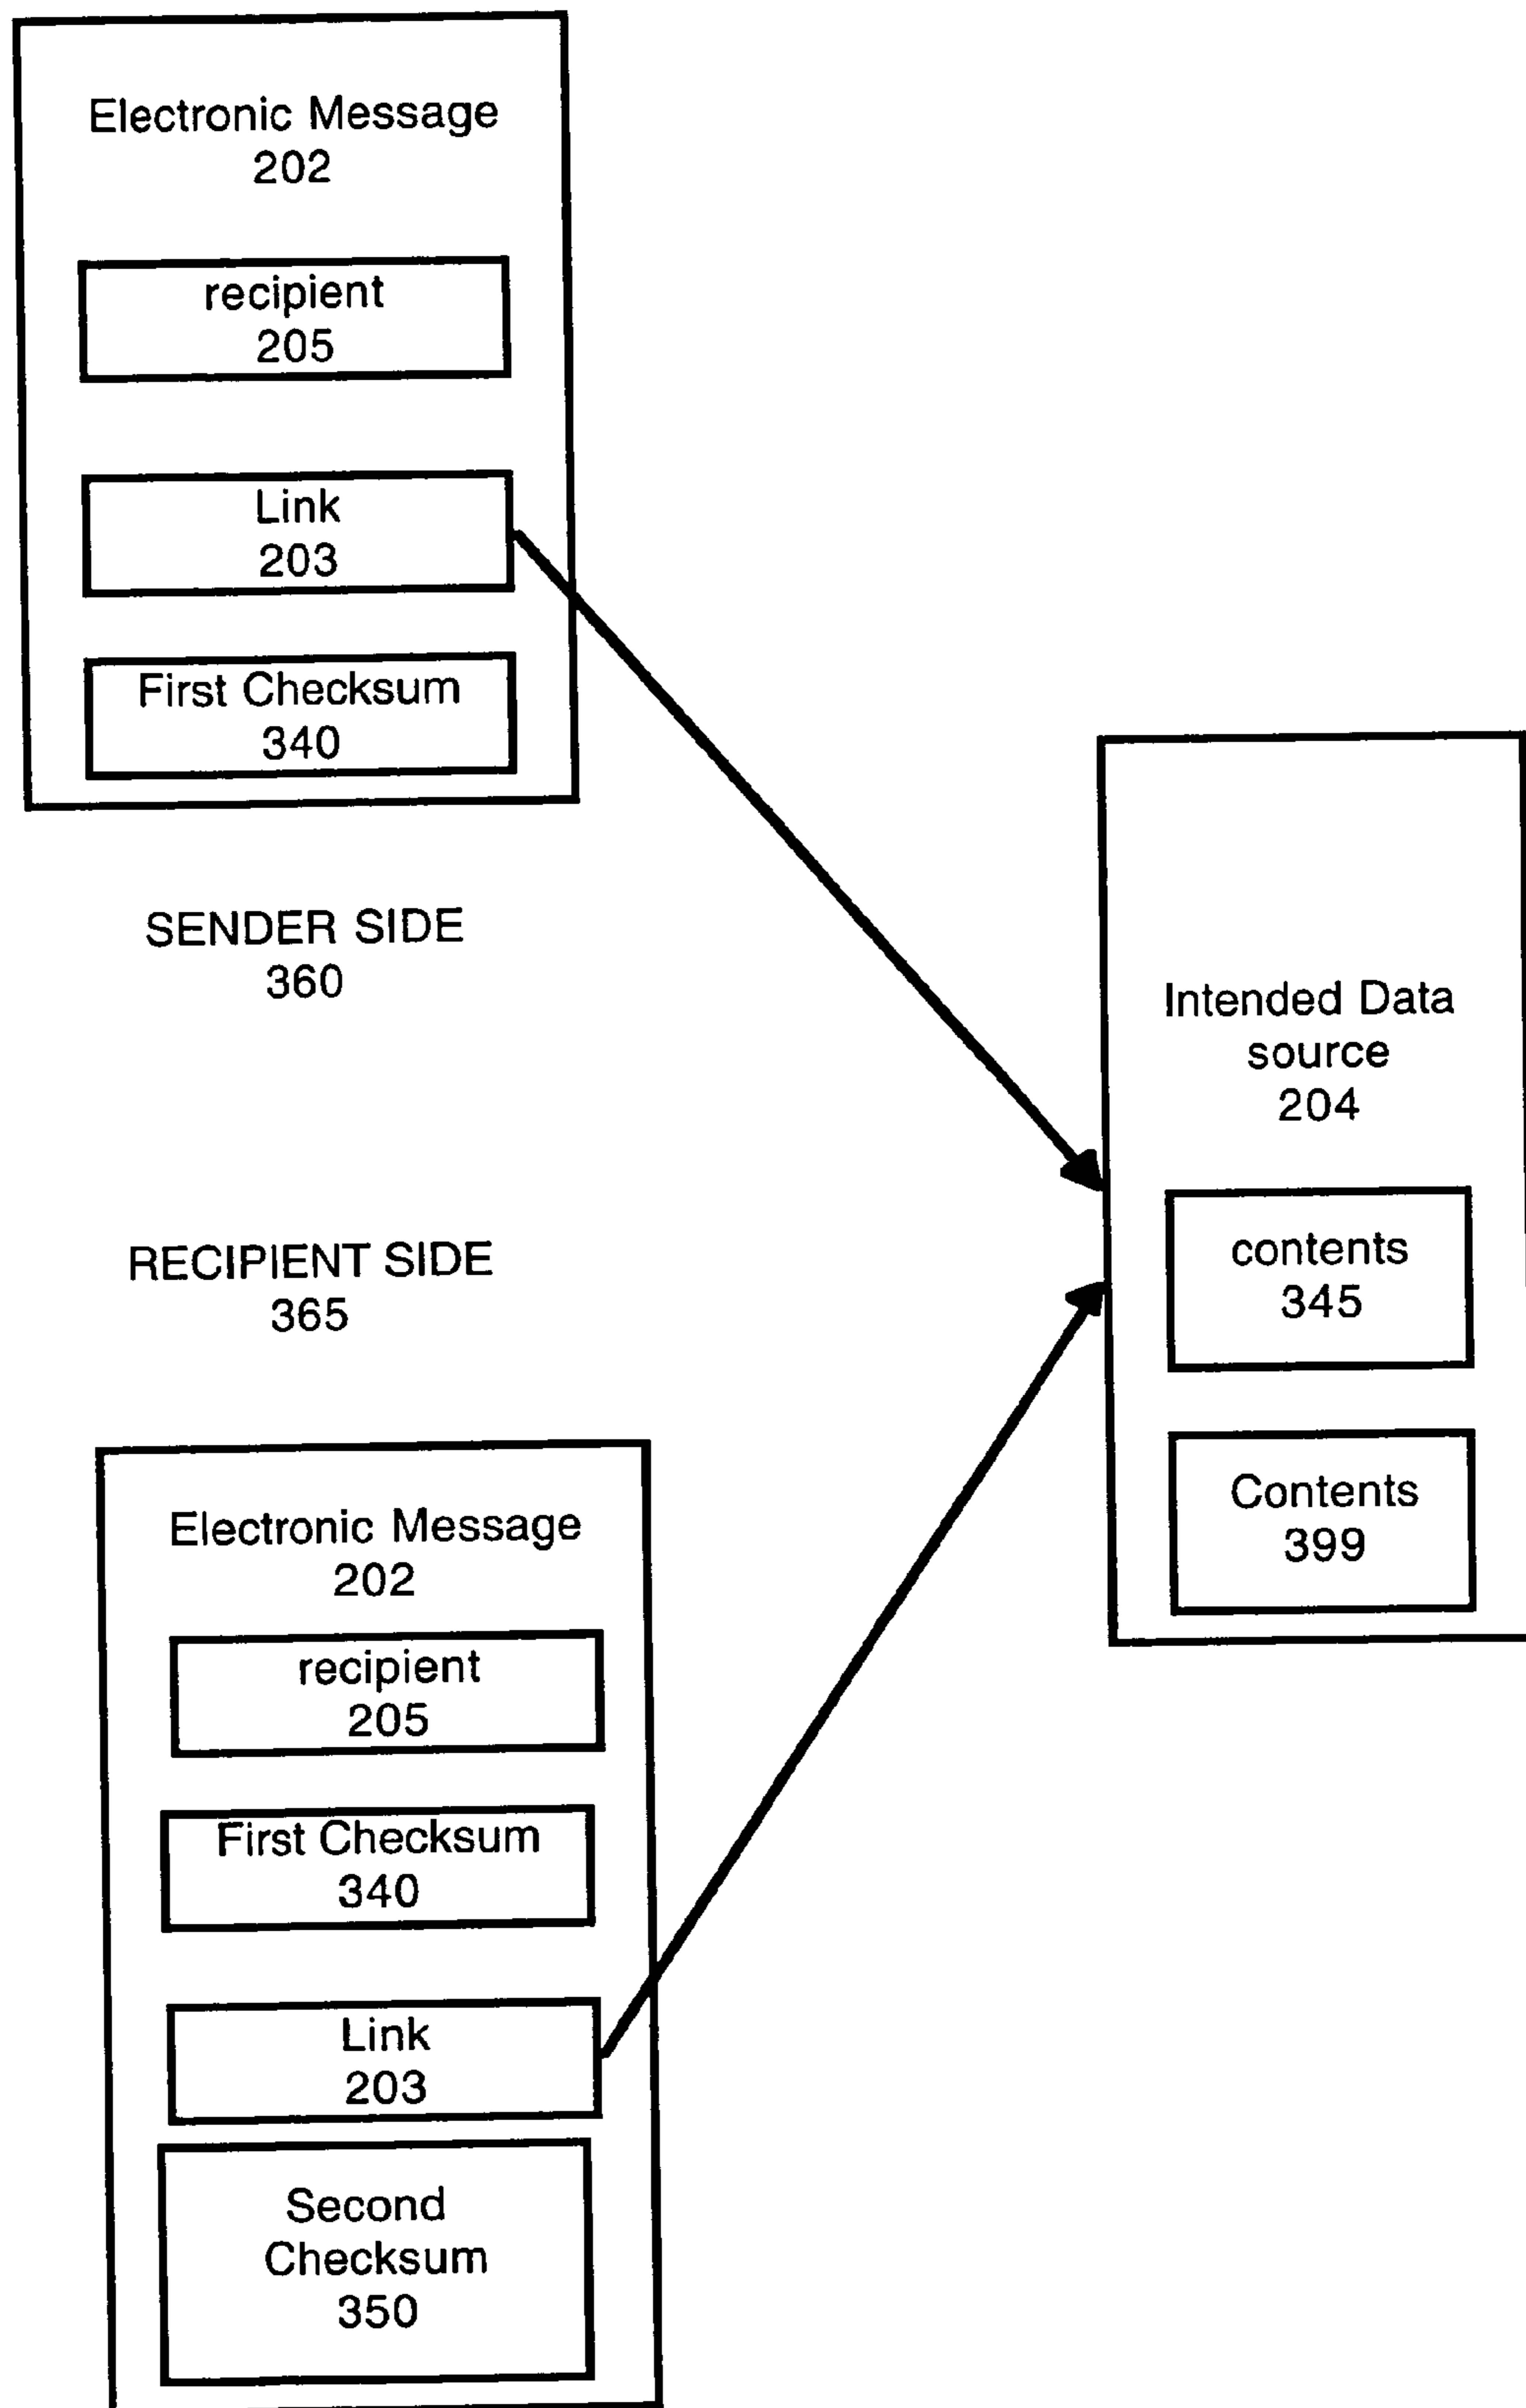 Electronic Message
202
recipient
205
Link
203
First Checksum
340
SENDER SIDE
360
Intended Data
source
204
contents
345
Contents
399
RECIPIENT SIDE
365
Electronic Message
202
recipient
205
First Checksum
340
Link
203
Second
Checksum
350